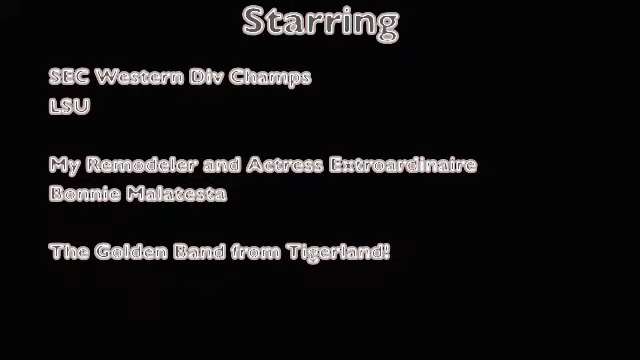 Starring
SEC Western Div Champs
LSU
My Remodeler and Actress Extroardinaire
Bonnie Malatesta
The Golden Band from Tigerland!